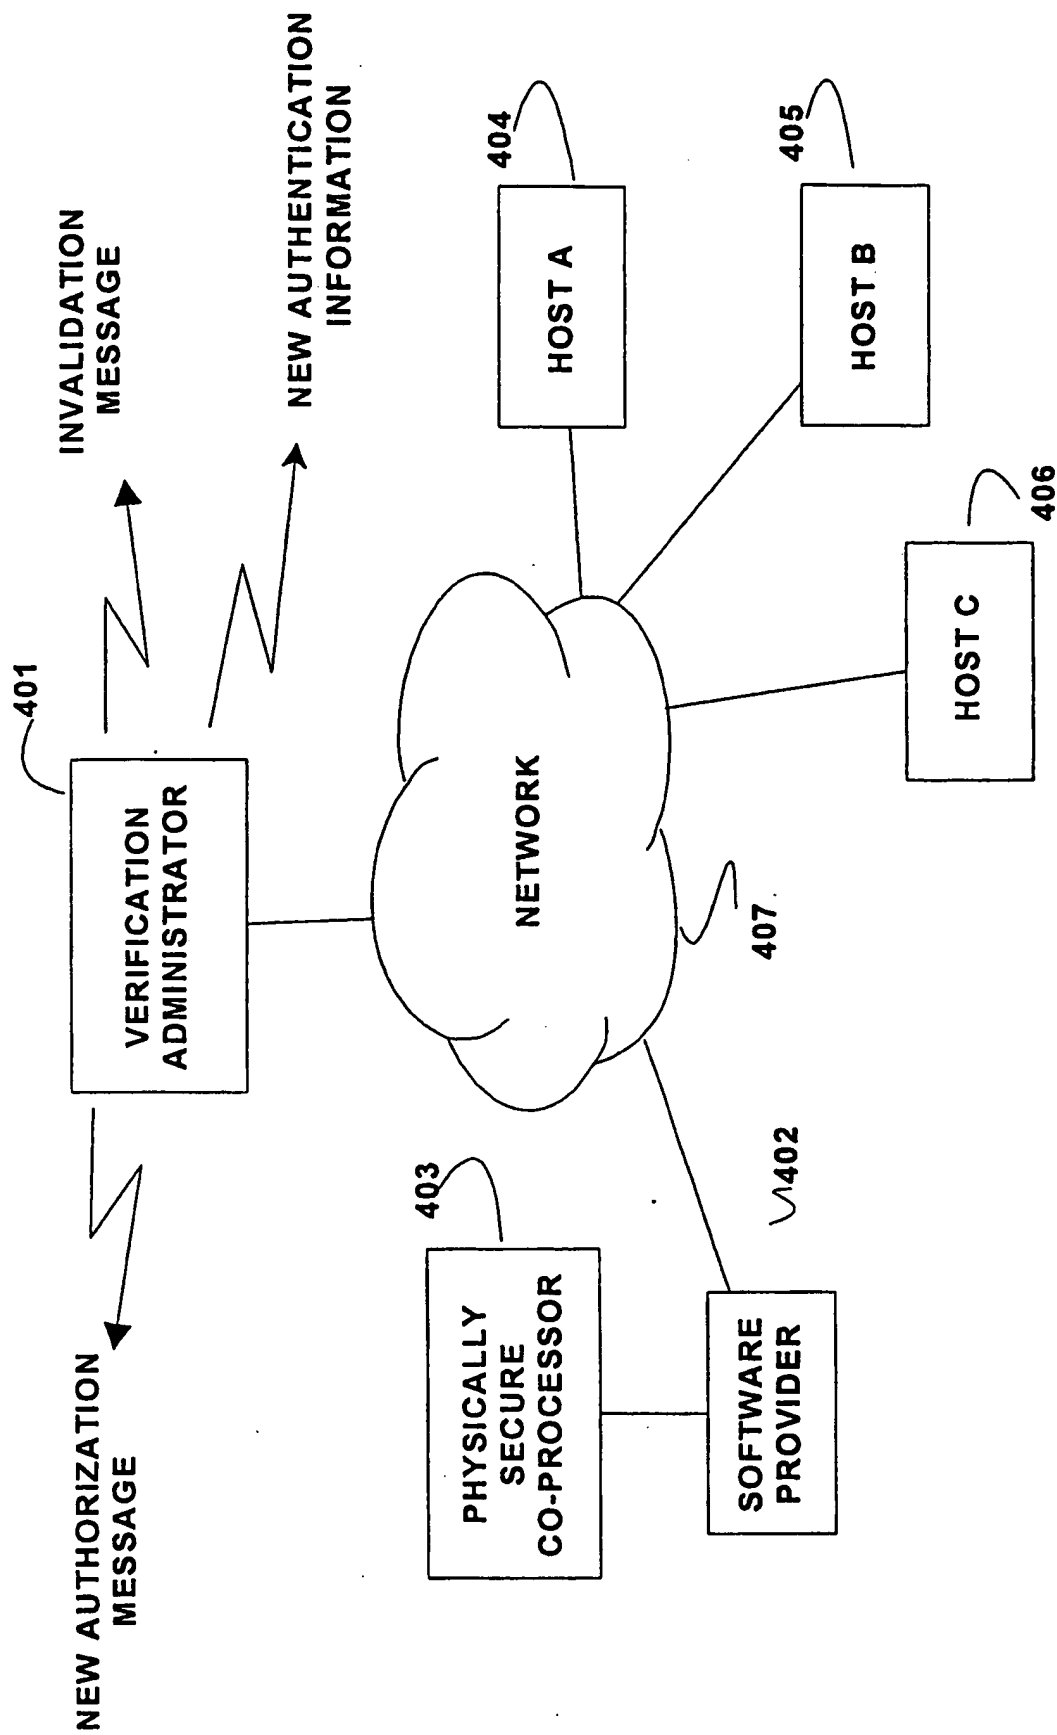 NEW AUTHORIZATION
MESSAGE
INVALIDATION
MESSAGE
NEW AUTHENTICATION
INFORMATION
401
VERIFICATION
ADMINISTRATOR
NETWORK
407
403
PHYSICALLY
SECURE
CO-PROCESSOR
402
SOFTWARE
PROVIDER
404
HOST A
405
HOST B
406
HOST C